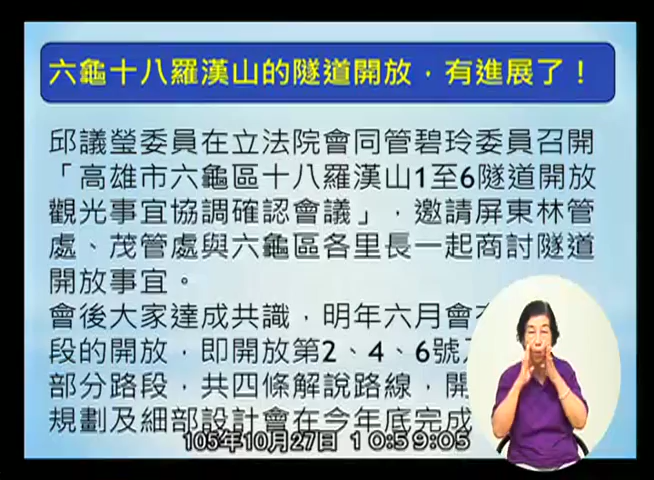 六龜十八羅漢山的隧道開放，有進展了！
邱議瑩委員在立法院會同管碧玲委員召開
「高雄市六龜區十八羅漢山1至6隧道開放
觀光事宜協調確認會議」，邀請屏東林管
處、茂管處與六龜區各里長一起商討隧道
開放事宜。
會後大家達成共識，明年六月會
段的開放，即開放第2、4、6號
部分路段，共四條解說路線，開
規劃及細部設計會在今年底完成
105年10月27日 10:59:05